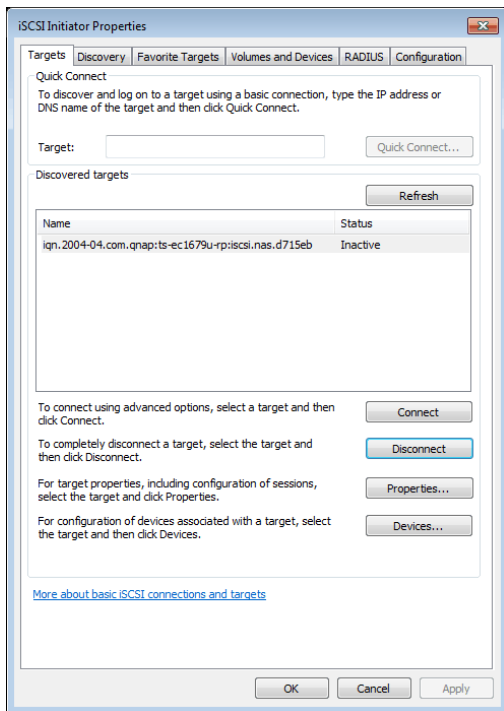 iSCSI Initiator Properties
Targets Discovery Favorite Targets Volumes and Devices RADIUS Configuration
Quick Connect
To discover and log on to a target using a basic connection, type the IP address or
DNS name of the target and then click Quick Connect.
Target: Quick Connect...
Discovered targets
Refresh
Name Status
iqn.2004-04.com.qnap:ts-ec1679u-rp:iscsi.nas.d715eb Inactive
To connect using advanced options, select a target and then
click Connect.
Connect
To completely disconnect a target, select the target and
then click Disconnect.
Disconnect
For target properties, including configuration of sessions,
select the target and click Properties.
Properties...
For configuration of devices associated with a target, select
the target and then click Devices.
Devices...
More about basic iSCSI connections and targets
OK Cancel Apply